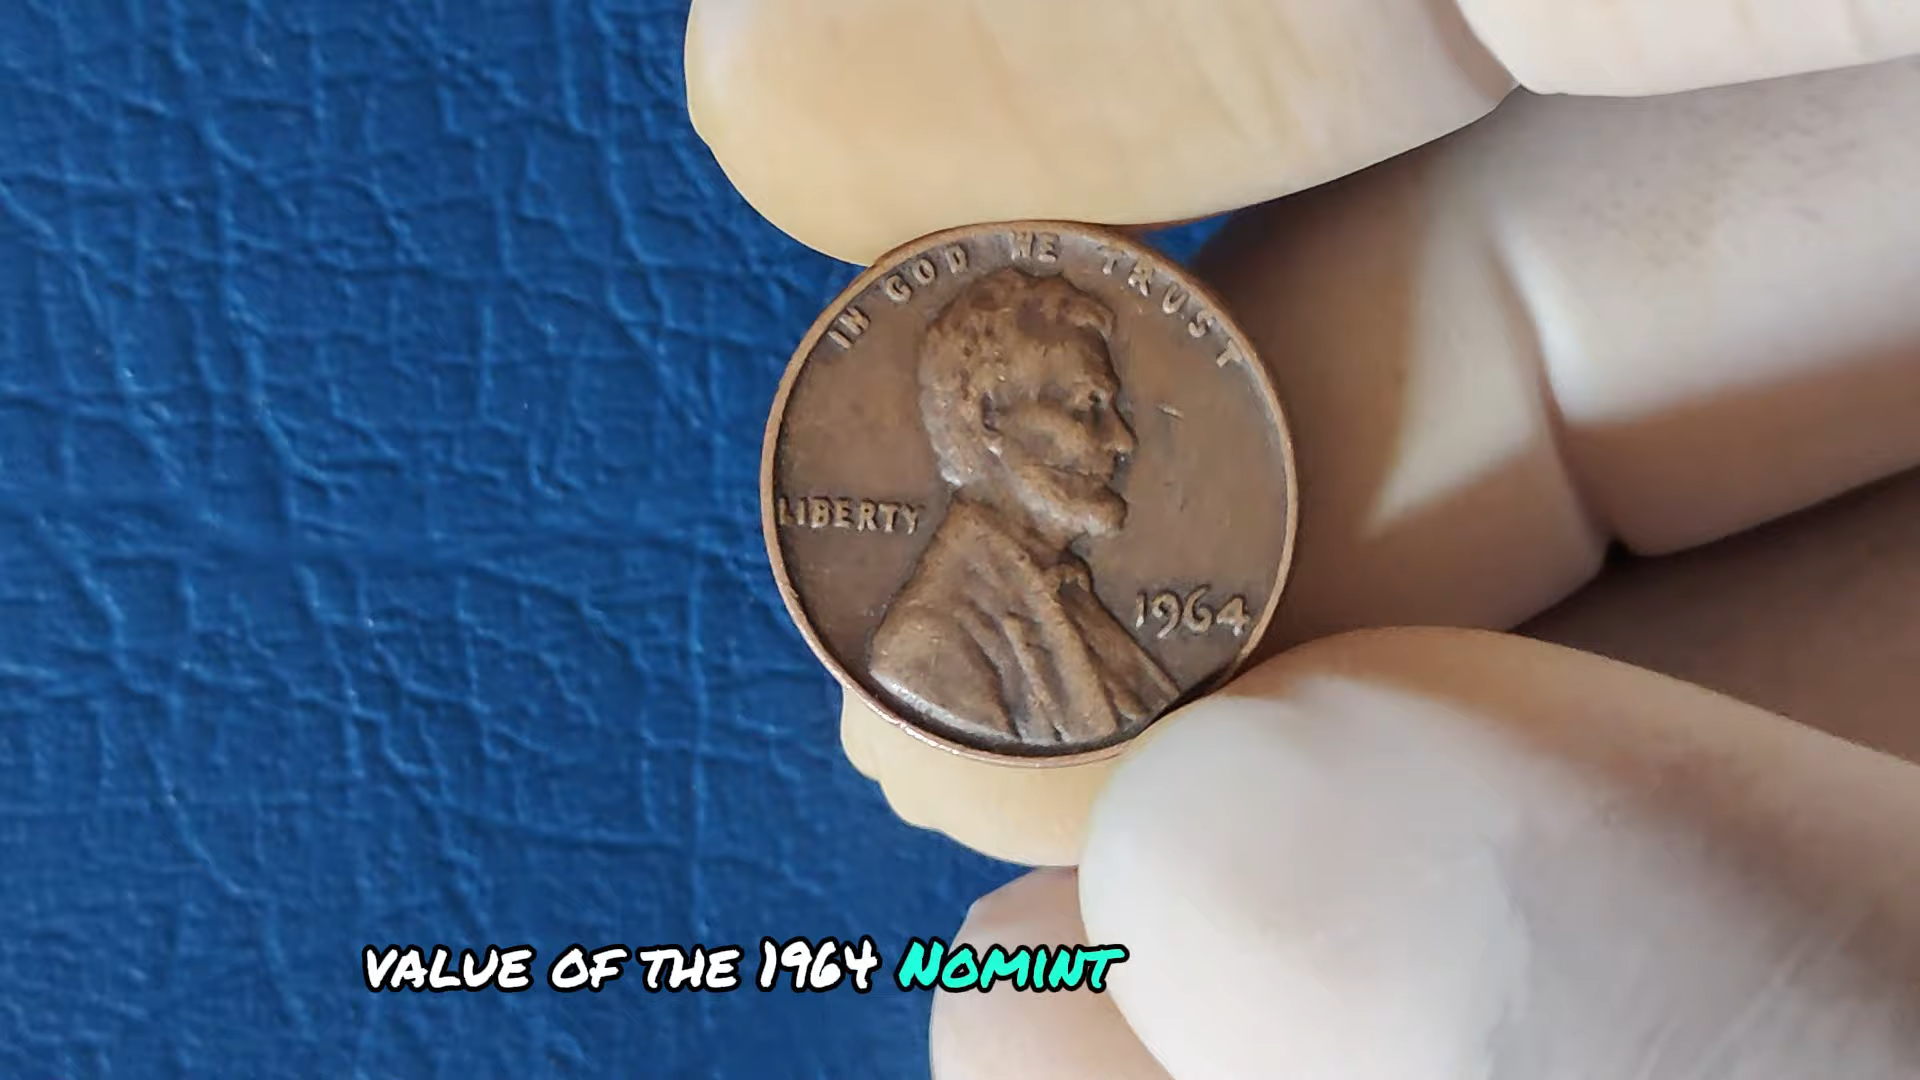 IN GOD WE TRUST
LIBERTY
1964
VALUE OF THE 1964 NOMINT